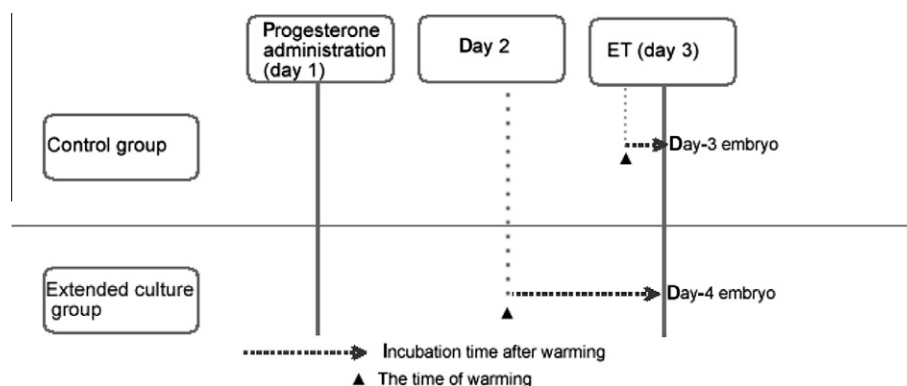 Progesterone
administration
(day 1)
Day 2
ET (day 3)
Control group
Day-3 embryo
Extended culture
group
Day-4 embryo
Incubation time after warming
The time of warming